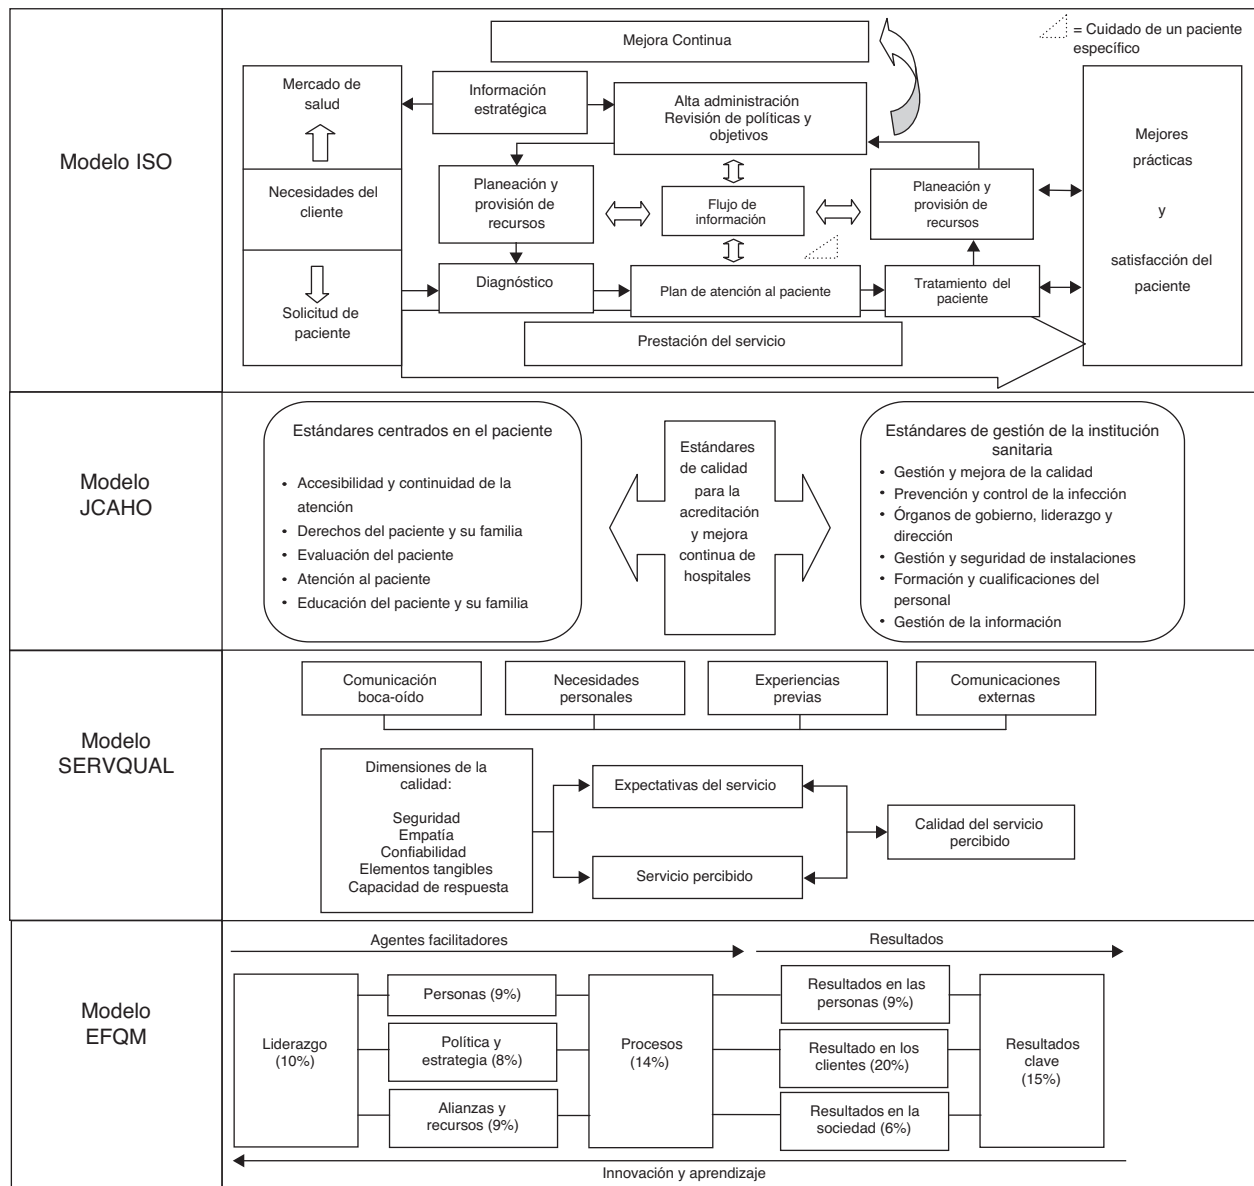 Modelo ISO
Mejora Continua
= Cuidado de un paciente
específico
Mercado de
salud
Información
estratégica
Alta administración
Revisión de políticas y
objetivos
Necesidades del
cliente
Planeación y
provisión de
recursos
Flujo de
información
Planeación y
provisión de
recursos
Mejores
prácticas
y
satisfacción del
paciente
Solicitud de
paciente
Diagnóstico
Plan de atención al paciente
Tratamiento del
paciente
Prestación del servicio
Modelo
JCAHO
Estándares centrados en el paciente
• Accesibilidad y continuidad de la
atención
• Derechos del paciente y su familia
• Evaluación del paciente
• Atención al paciente
• Educación del paciente y su familia
Estándares
de calidad
para la
acreditación
y mejora
continua de
hospitales
Estándares de gestión de la institución
sanitaria
• Gestión y mejora de la calidad
• Prevención y control de la infección
• Órganos de gobierno, liderazgo y
dirección
• Gestión y seguridad de instalaciones
• Formación y cualificaciones del
personal
• Gestión de la información
Modelo
SERVQUAL
Comunicación
boca-oído
Necesidades
personales
Experiencias
previas
Comunicaciones
externas
Dimensiones de la
calidad:
Seguridad
Empatía
Confiabilidad
Elementos tangibles
Capacidad de respuesta
Expectativas del servicio
Servicio percibido
Calidad del servicio
percibido
Modelo
EFQM
Agentes facilitadores
Resultados
Liderazgo
(10%)
Personas (9%)
Política y
estrategia (8%)
Alianzas y
recursos (9%)
Procesos
(14%)
Resultados en las
personas (9%)
Resultado en los
clientes (20%)
Resultados en la
sociedad (6%)
Resultados
clave
(15%)
Innovación y aprendizaje